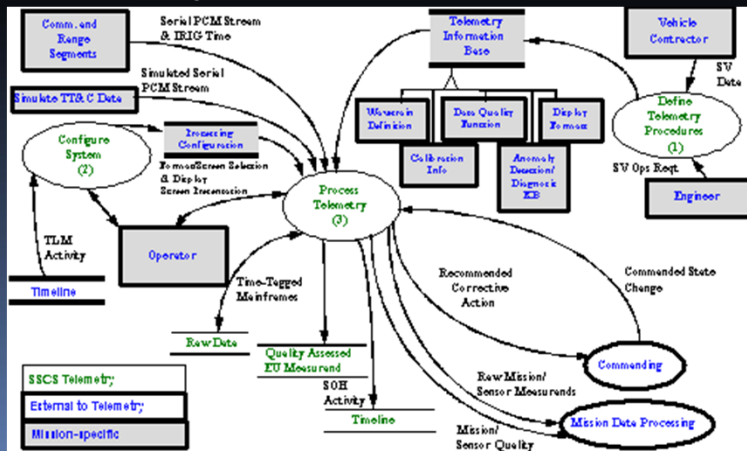 Comm. and
Range
Segments
Serial PCM Stream
& IRIG Time
Telemetry
Information
Base
Vehicle
Contractor
SV
Data
Simulate TT&C Data
Simulated Serial
PCM Stream
Configure
System
(2)
Processing
Configuration
Format/Screen Selection
& Display
Screen Presentation
Wavetrain
Definition
Data Quality
Function
Display
Formats
Calibration
Info
Anomaly
Detection/
Diagnosis
KB
Define
Telemetry
Procedures
(1)
SV Ops Reqt
Engineer
Process
Telemetry
(3)
TLM
Activity
Operator
Timeline
Time-Tagged
Mainframes
Recommended
Corrective
Action
Commanded State
Change
Raw Data
Quality Assessed
EU Measurand
SOH
Activity
Timeline
Commanding
Raw Mission/
Sensor Measurands
Mission Data Processing
Mission/
Sensor Quality
SSCS Telemetry
External to Telemetry
Mission-specific